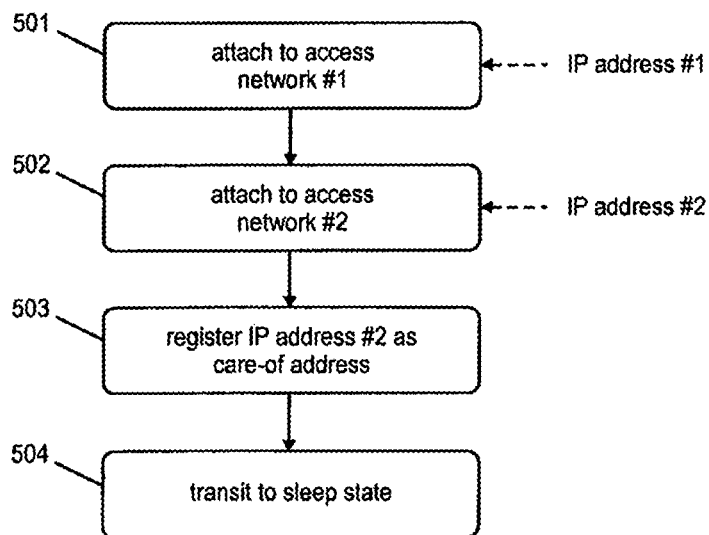 501
attach to access
network #1
IP address #1
502
attach to access
network #2
IP address #2
503
register IP address #2 as
care-of address
504
transit to sleep state